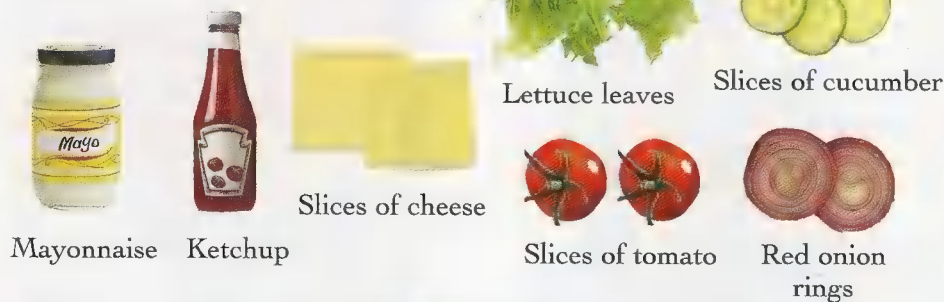 Lettuce leaves
Slices of cucumber
Mayo
Slices of cheese
Mayonnaise
Ketchup
Slices of tomato
Red onion
rings